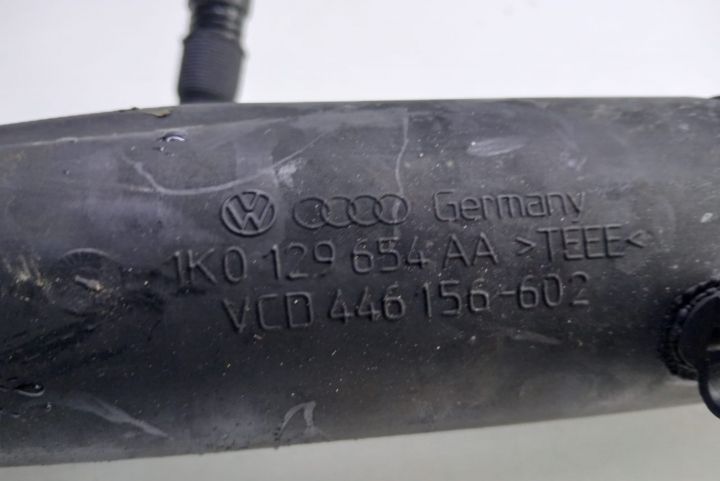 Germany
1K0 129 654 AA >TEEE<
VCD 446 156-602